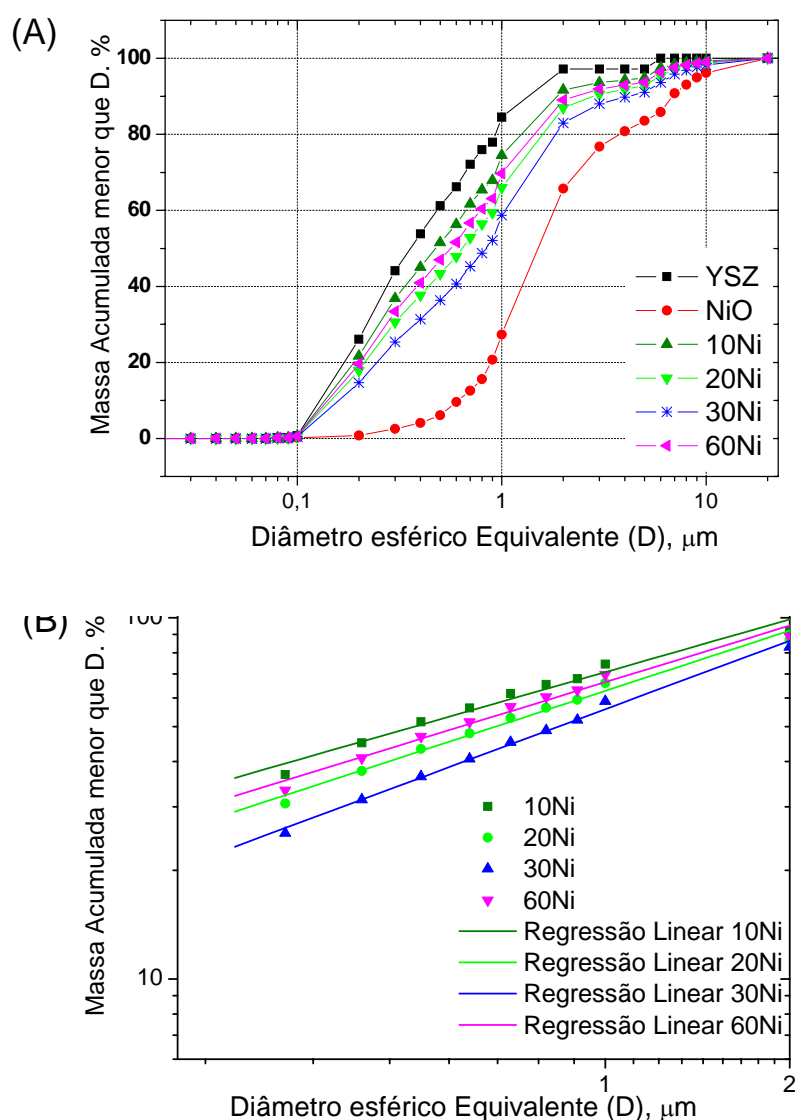 (A)
Massa Acumulada menor que D. %
100
80
60
40
20
0
YSZ
NiO
10Ni
20Ni
30Ni
60Ni
0,1
1
10
Diâmetro esférico Equivalente (D), μm
(B)
Massa Acumulada menor que D. %
100
10
10Ni
20Ni
30Ni
60Ni
Regressão Linear 10Ni
Regressão Linear 20Ni
Regressão Linear 30Ni
Regressão Linear 60Ni
1
2
Diâmetro esférico Equivalente (D), μm